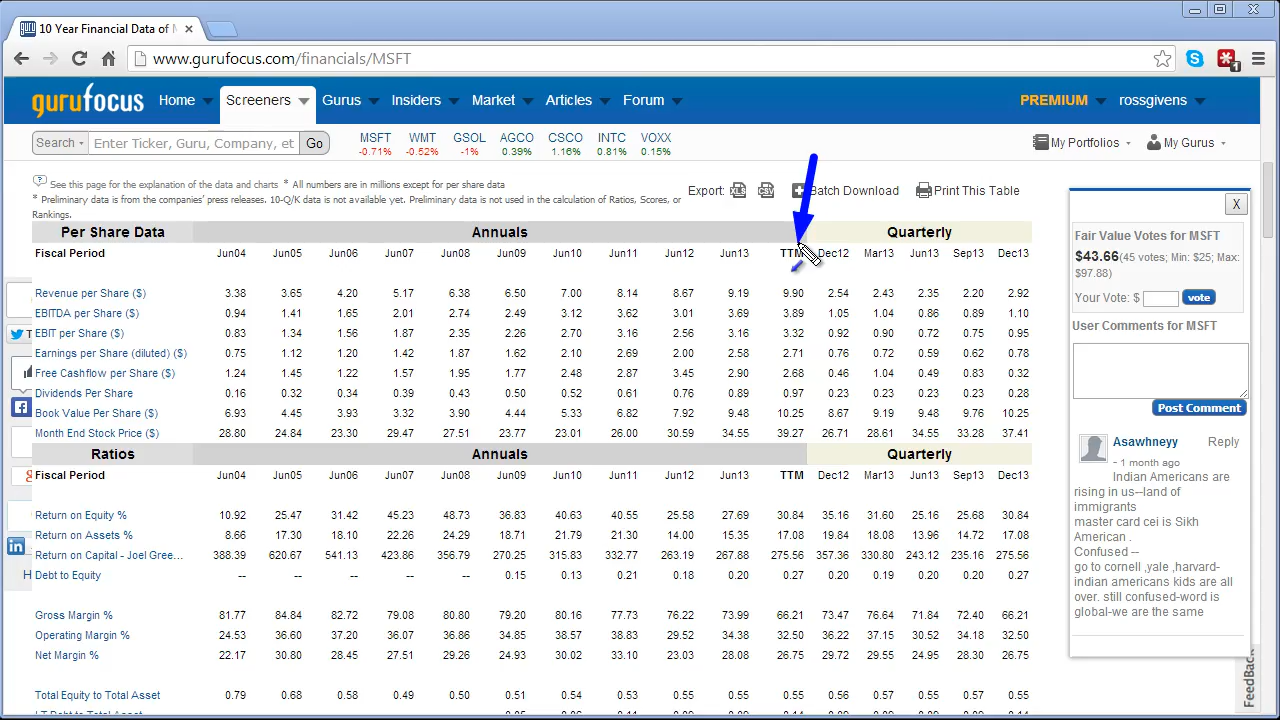 10 Year Financial Data of M
www.gurufocus.com/financials/MSFT
1
gurufocus Home Screeners Gurus Insiders Market Articles Forum PREMIUM rossgivens
Search Enter Ticker, Guru, Company, et Go
MSFT WMT GSOL AGCO CSCO INTC VOXX
-0.71% -0.52% -1% 0.39% 1.16% 0.81% 0.15%
My Portfolios My Gurus
See this page for the explanation of the data and charts * All numbers are in millions except for per share data
* Preliminary data is from the companies' press releases. 10-Q/K data is not available yet. Preliminary data is not used in the calculation of Ratios, Scores, or
Rankings.
Export: XLS CSV Batch Download Print This Table
Per Share Data Annuals Quarterly
Fiscal Period Jun04 Jun05 Jun06 Jun07 Jun08 Jun09 Jun10 Jun11 Jun12 Jun13 TTM Dec12 Mar13 Jun13 Sep13 Dec13
Revenue per Share ($) 3.38 3.65 4.20 5.17 6.38 6.50 7.00 8.14 8.67 9.19 9.90 2.54 2.43 2.35 2.20 2.92
EBITDA per Share ($) 0.94 1.41 1.65 2.01 2.74 2.49 3.12 3.62 3.01 3.65 3.89 1.05 1.04 0.86 0.89 1.10
EBIT per Share ($) 0.83 1.34 1.56 1.87 2.35 2.26 2.70 3.16 2.56 3.16 3.32 0.92 0.90 0.72 0.75 0.95
Earnings per Share (diluted) ($) 0.75 1.12 1.20 1.42 1.87 1.62 2.10 2.69 2.00 2.58 2.71 0.76 0.72 0.59 0.62 0.78
Free Cashflow per Share ($) 1.24 1.45 1.22 1.57 1.95 1.77 2.48 2.87 3.45 2.90 2.68 0.46 1.04 0.49 0.83 0.32
Dividends Per Share 0.16 0.32 0.34 0.39 0.43 0.50 0.52 0.61 0.76 0.89 0.97 0.23 0.23 0.23 0.23 0.28
Book Value Per Share ($) 6.93 4.45 3.93 3.32 3.90 4.44 5.33 6.82 7.92 9.48 10.25 8.67 9.19 9.48 9.76 10.25
Month End Stock Price ($) 28.80 24.84 23.30 29.47 27.51 23.77 23.01 26.00 30.59 34.55 39.27 26.71 28.61 34.55 33.28 37.41
Ratios Annuals Quarterly
Fiscal Period Jun04 Jun05 Jun06 Jun07 Jun08 Jun09 Jun10 Jun11 Jun12 Jun13 TTM Dec12 Mar13 Jun13 Sep13 Dec13
Return on Equity % 10.92 25.47 31.42 45.23 48.73 36.83 40.63 40.55 25.58 27.69 30.84 35.16 31.60 25.16 25.68 30.84
Return on Assets % 8.66 17.30 18.10 22.26 24.29 18.71 21.79 21.30 14.00 15.35 17.08 19.84 18.08 13.96 14.72 17.08
Return on Capital - Joel Gree... 388.39 620.67 541.13 423.86 356.79 270.25 315.83 332.77 263.19 267.88 275.56 357.36 330.80 243.12 235.16 275.56
Debt to Equity -- -- -- -- -- 0.15 0.13 0.21 0.18 0.20 0.27 0.20 0.19 0.20 0.20 0.27
Gross Margin % 81.77 84.84 82.72 79.08 80.80 79.20 80.16 77.73 76.22 73.99 66.21 73.47 76.64 71.84 72.40 66.21
Operating Margin % 24.53 36.60 37.20 36.07 36.86 34.85 38.57 38.83 29.52 34.38 32.50 36.22 37.15 30.52 34.18 32.50
Net Margin % 22.17 30.80 28.45 27.51 29.26 24.93 30.02 33.10 23.03 28.08 26.75 29.72 29.55 24.95 28.30 26.75
Total Equity to Total Asset 0.79 0.68 0.58 0.49 0.50 0.51 0.54 0.53 0.55 0.55 0.55 0.56 0.57 0.55 0.57 0.55
LT Debt to Total Asset
X
Fair Value Votes for MSFT
$43.66(45 votes; Min: $25; Max:
$97.88)
Your Vote: $ vote
User Comments for MSFT
Post Comment
Asawhneyy Reply
- 1 month ago
Indian Americans are
rising in us--land of
immigrants
master card cei is Sikh
American .
Confused --
go to cornell ,yale ,harvard-
indian americans kids are all
over. still confused-word is
global-we are the same
FeedBack